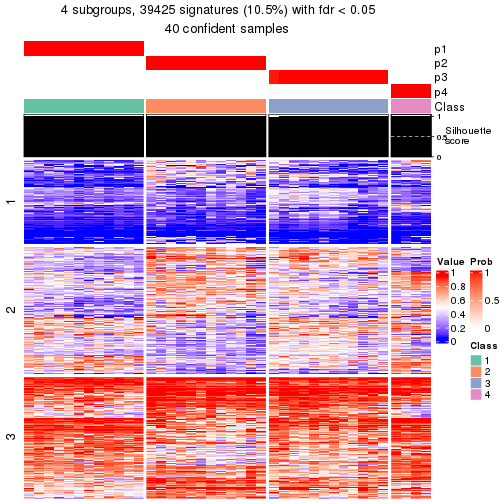 4 subgroups, 39425 signatures (10.5%) with fdr < 0.05
40 confident samples
p1
p2
p3
p4
Class
1
0.5
0
Silhouette
score
1
2
3
Value
1
0.8
0.6
0.4
0.2
0
Prob
1
0.5
0
Class
1
2
3
4